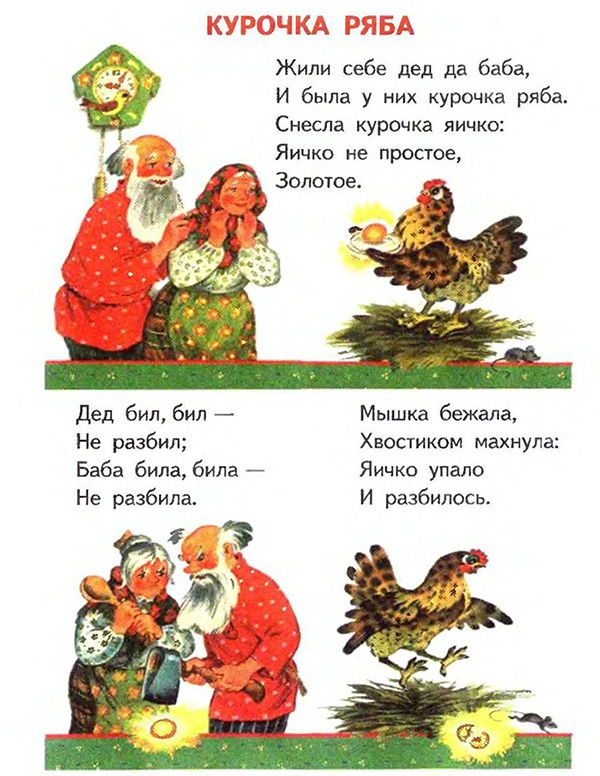 КУРОЧКА РЯБА
Жили себе дед да баба,
И была у них курочка ряба.
Снесла курочка яичко:
Яичко не простое,
Золотое.
Дед бил, бил —
Не разбил;
Баба била, била —
Не разбила.
Мышка бежала,
Хвостиком махнула:
Яичко упало
И разбилось.